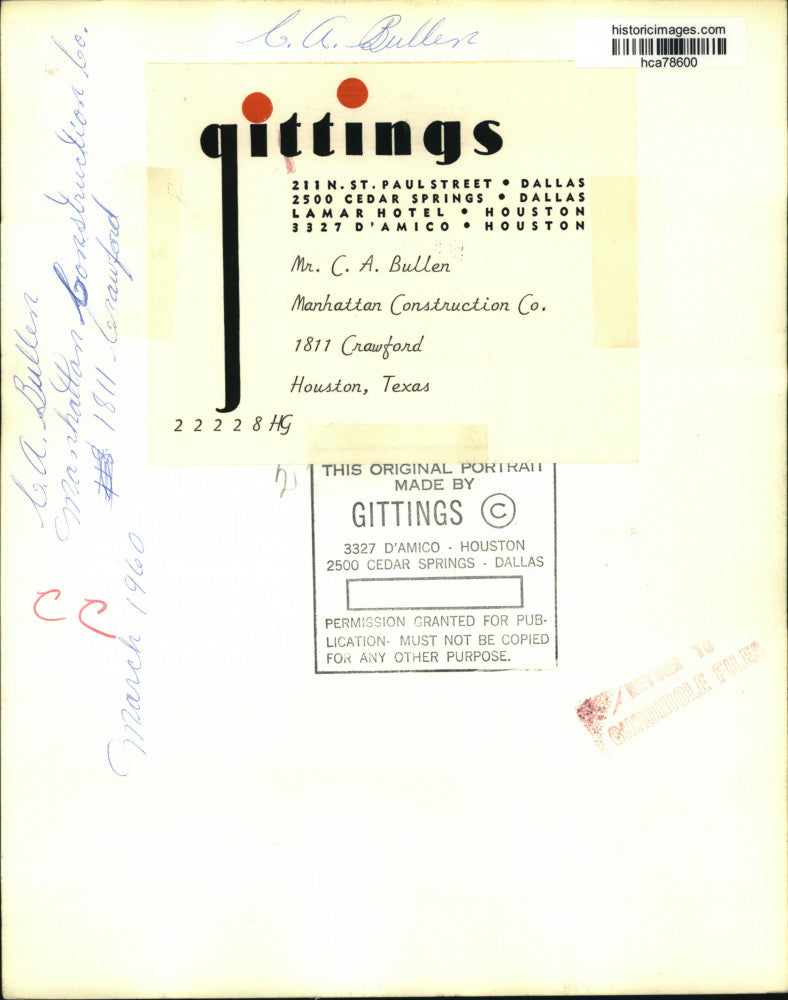 C. A. Bullen
historicimages.com
hca78600
gittings
211 N. ST. PAUL STREET • DALLAS
2500 CEDAR SPRINGS • DALLAS
LAMAR HOTEL • HOUSTON
3327 D'AMICO • HOUSTON
Mr. C. A. Bullen
Manhattan Construction Co.
1811 Crawford
Houston, Texas
22228 HG
C. A. Bullen
Manhattan Construction Co.
1811 Crawford
March 1960
C C
2
THIS ORIGINAL PORTRAIT
MADE BY
GITTINGS ©
3327 D'AMICO - HOUSTON
2500 CEDAR SPRINGS - DALLAS
PERMISSION GRANTED FOR PUB-
LICATION- MUST NOT BE COPIED
FOR ANY OTHER PURPOSE.
RETURN TO
CHRONICLE FILES